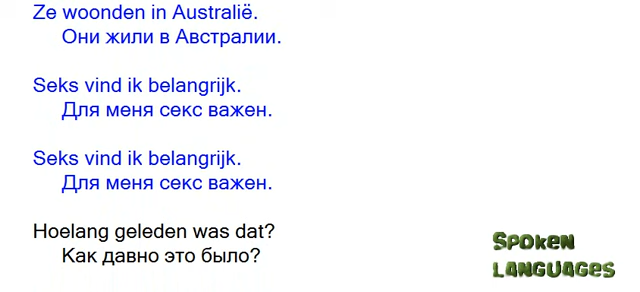 Ze woonden in Australië.
Они жили в Австралии.
Seks vind ik belangrijk.
Для меня секс важен.
Seks vind ik belangrijk.
Для меня секс важен.
Hoelang geleden was dat?
Как давно это было?
Spoken
Languages